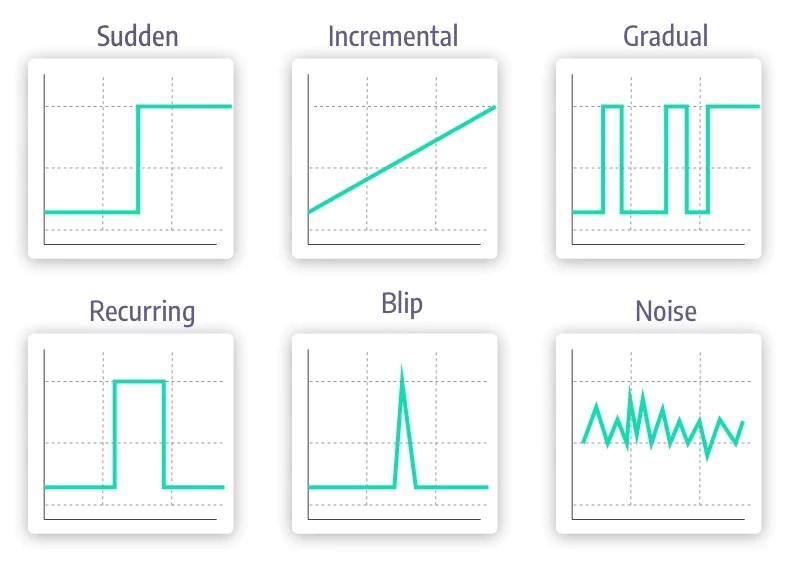 Sudden
Incremental
Gradual
Recurring
Blip
Noise